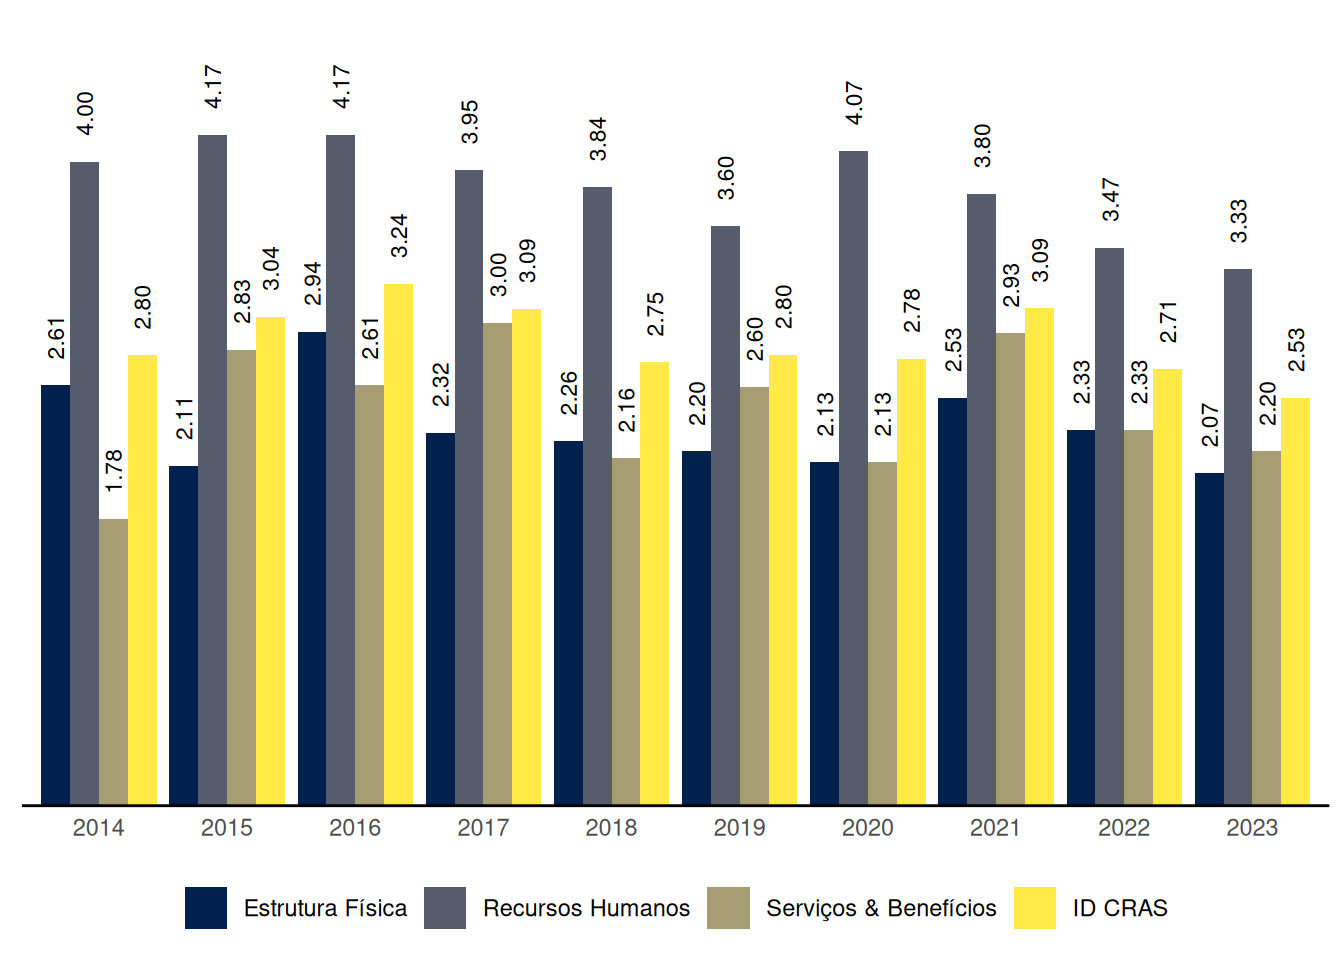 2.61 4.00 1.78 2.80
2.11 4.17 2.83 3.04
2.94 4.17 2.61 3.24
2.32 3.95 3.00 3.09
2.26 3.84 2.16 2.75
2.20 3.60 2.60 2.80
2.13 4.07 2.13 2.78
2.53 3.80 2.93 3.09
2.33 3.47 2.33 2.71
2.07 3.33 2.20 2.53
2014 2015 2016 2017 2018 2019 2020 2021 2022 2023
Estrutura Física Recursos Humanos Serviços & Benefícios ID CRAS